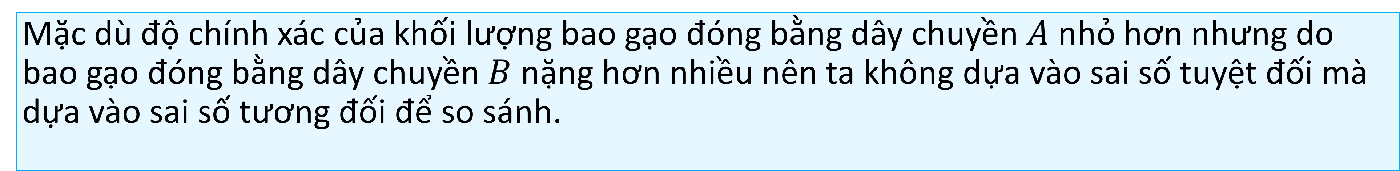 Mặc dù độ chính xác của khối lượng bao gạo đóng bằng dây chuyền A nhỏ hơn nhưng do
bao gạo đóng bằng dây chuyền B nặng hơn nhiều nên ta không dựa vào sai số tuyệt đối mà
dựa vào sai số tương đối để so sánh.